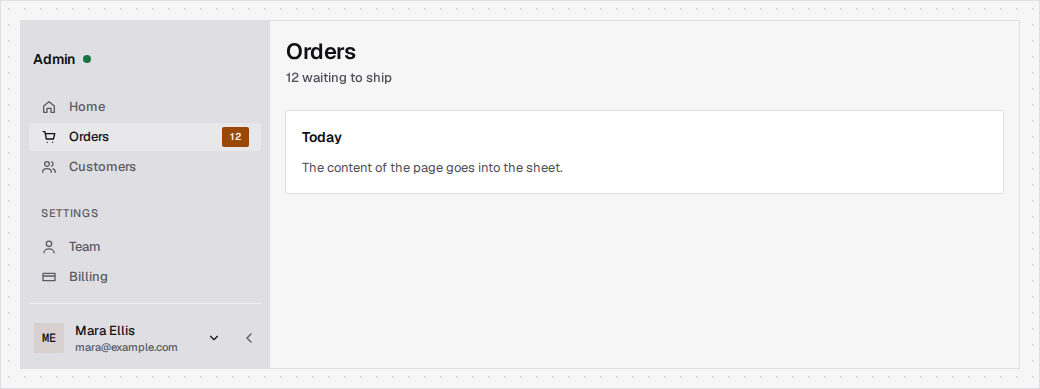 Admin
Home
Orders 12
Customers
SETTINGS
Team
Billing
ME
Mara Ellis
mara@example.com
Orders
12 waiting to ship
Today
The content of the page goes into the sheet.